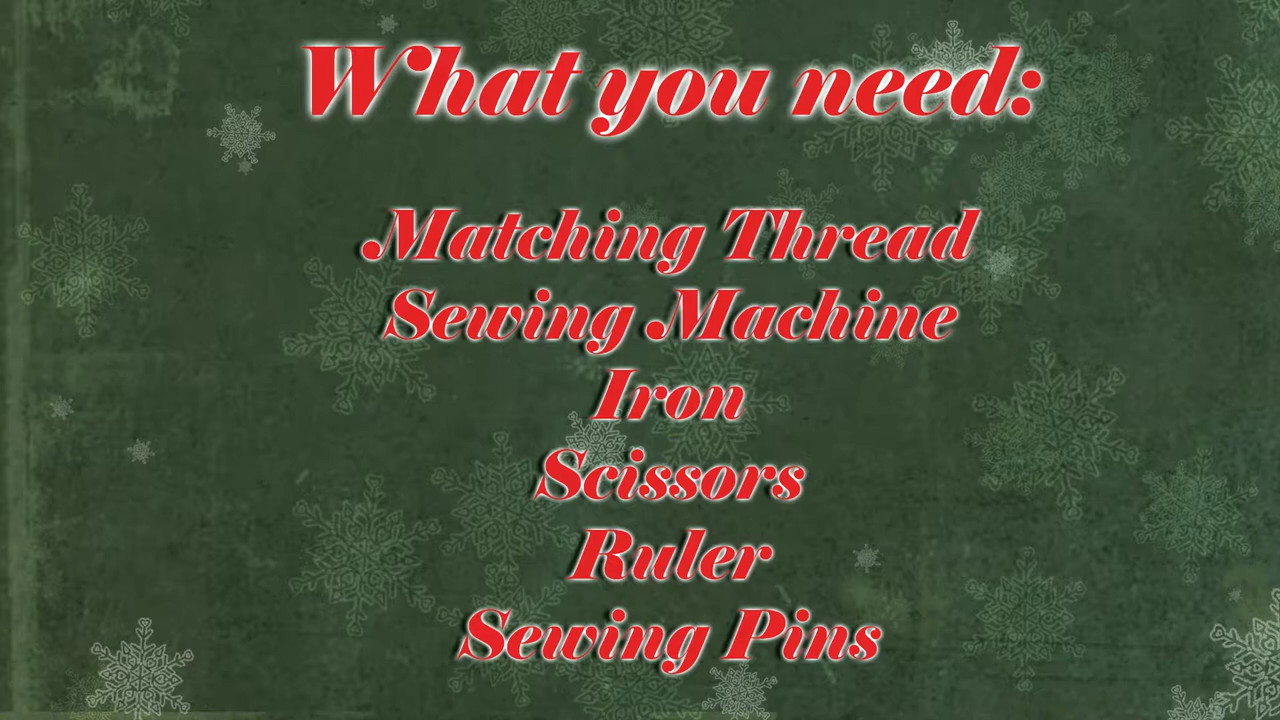 What you need:
Matching Thread
Sewing Machine
Iron
Scissors
Ruler
Sewing Pins